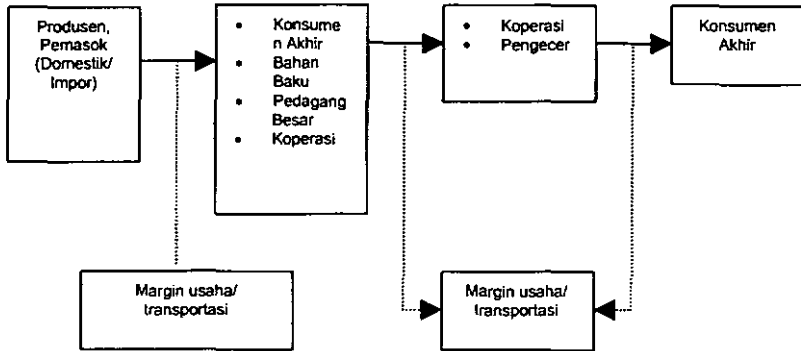 Produsen,
Pemasok
(Domestik/
Impor)
• Konsume
n Akhir
• Bahan
Baku
• Pedagang
Besar
• Koperasi
• Koperasi
• Pengecer
Konsumen
Akhir
Margin usaha/
transportasi
Margin usaha/
transportasi